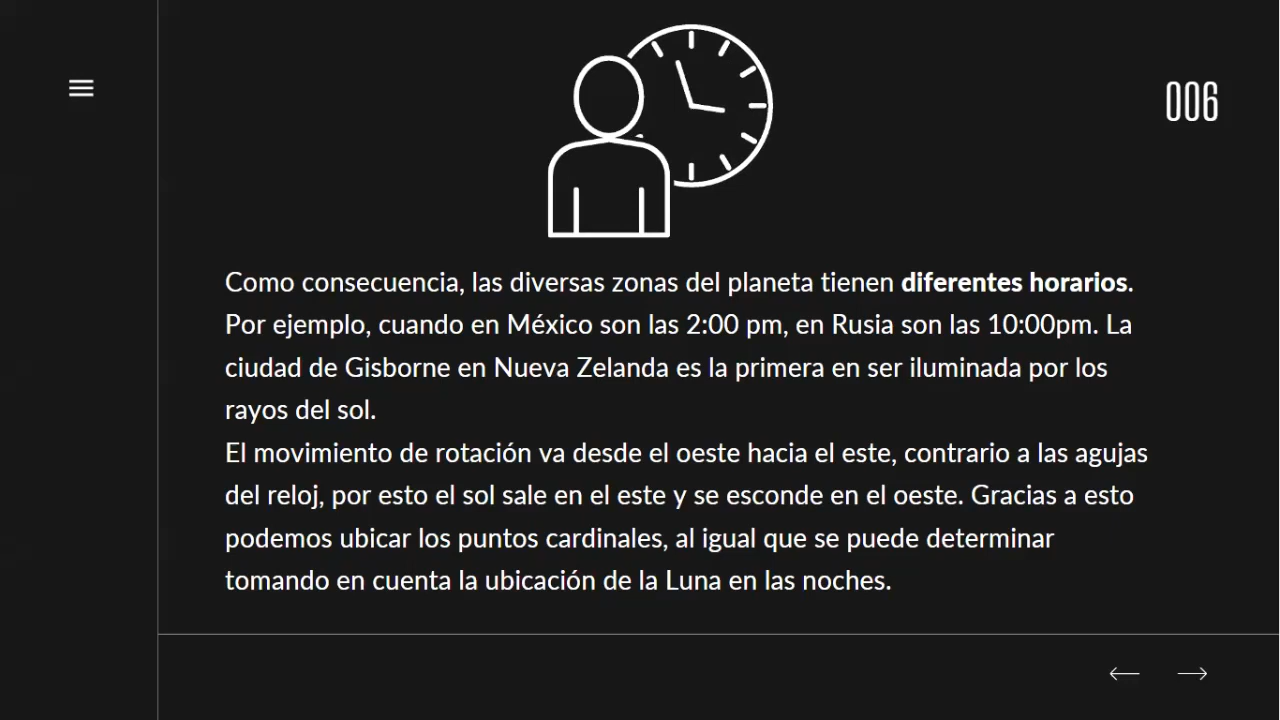 006
Como consecuencia, las diversas zonas del planeta tienen diferentes horarios.
Por ejemplo, cuando en México son las 2:00 pm, en Rusia son las 10:00pm. La
ciudad de Gisborne en Nueva Zelanda es la primera en ser iluminada por los
rayos del sol.
El movimiento de rotación va desde el oeste hacia el este, contrario a las agujas
del reloj, por esto el sol sale en el este y se esconde en el oeste. Gracias a esto
podemos ubicar los puntos cardinales, al igual que se puede determinar
tomando en cuenta la ubicación de la Luna en las noches.